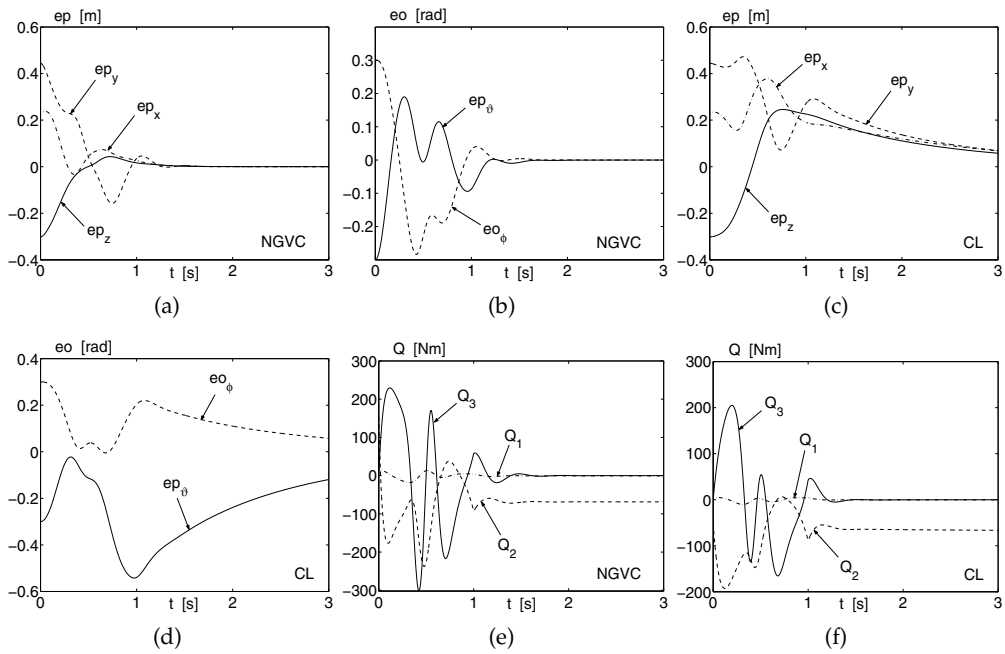 ep [m]
0.6
0.4
0.2
0
−0.2
−0.4
ep_y
ep_x
ep_z
NGVC
0 1 2 3
t [s]
(a)
eo [rad]
0.3
0.2
0.1
0
−0.1
−0.2
ep_ϑ
eo_ϕ
NGVC
0 1 2 3
t [s]
(b)
ep [m]
0.6
0.4
0.2
0
−0.2
−0.4
ep_x
ep_y
ep_z
CL
0 1 2 3
t [s]
(c)
eo [rad]
0.4
0.2
0
−0.2
−0.4
−0.6
eo_ϕ
ep_ϑ
CL
0 1 2 3
t [s]
(d)
Q [Nm]
300
200
100
0
−100
−200
−300
Q_3
Q_1
Q_2
NGVC
0 1 2 3
t [s]
(e)
Q [Nm]
300
200
100
0
−100
200
Q_3
Q_1
Q_2
CL
0 1 2 3
t [s]
(f)